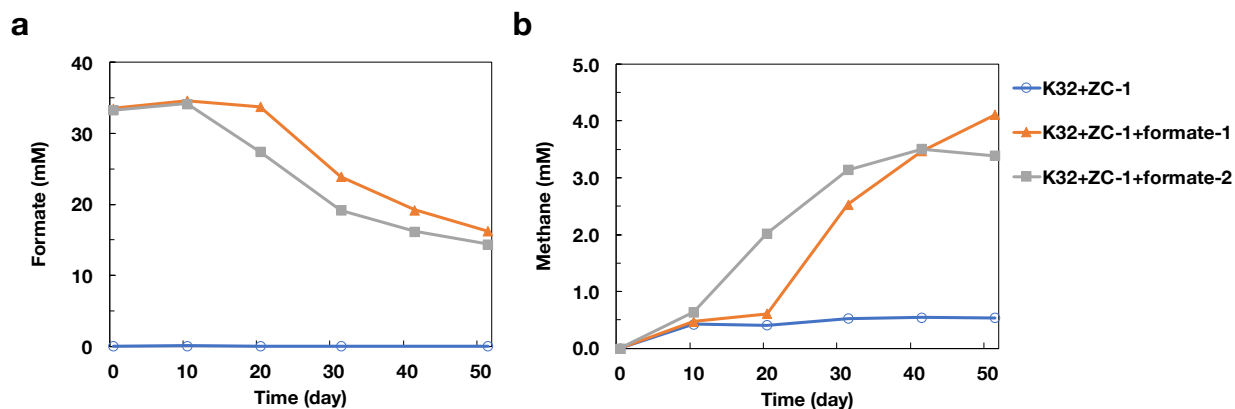 a
Formate (mM)
40
30
20
10
0
0 10 20 30 40 50
Time (day)
b
Methane (mM)
5.0
4.0
3.0
2.0
1.0
0.0
0 10 20 30 40 50
Time (day)
K32+ZC-1
K32+ZC-1+formate-1
K32+ZC-1+formate-2